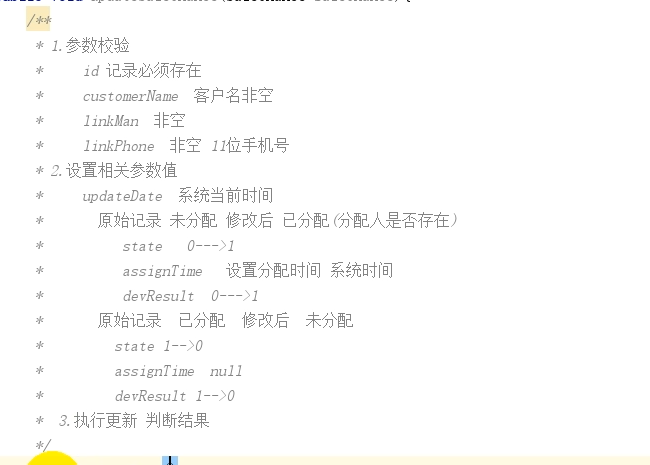 /**
* 1.参数校验
*     id 记录必须存在
*     customerName  客户名非空
*     linkMan  非空
*     linkPhone  非空 11位手机号
* 2.设置相关参数值
*     updateDate  系统当前时间
*       原始记录 未分配 修改后 已分配(分配人是否存在)
*          state   0--->1
*          assignTime   设置分配时间 系统时间
*          devResult  0--->1
*       原始记录  已分配  修改后  未分配
*         state 1-->0
*         assignTime  null
*         devResult 1-->0
*  3.执行更新 判断结果
*/